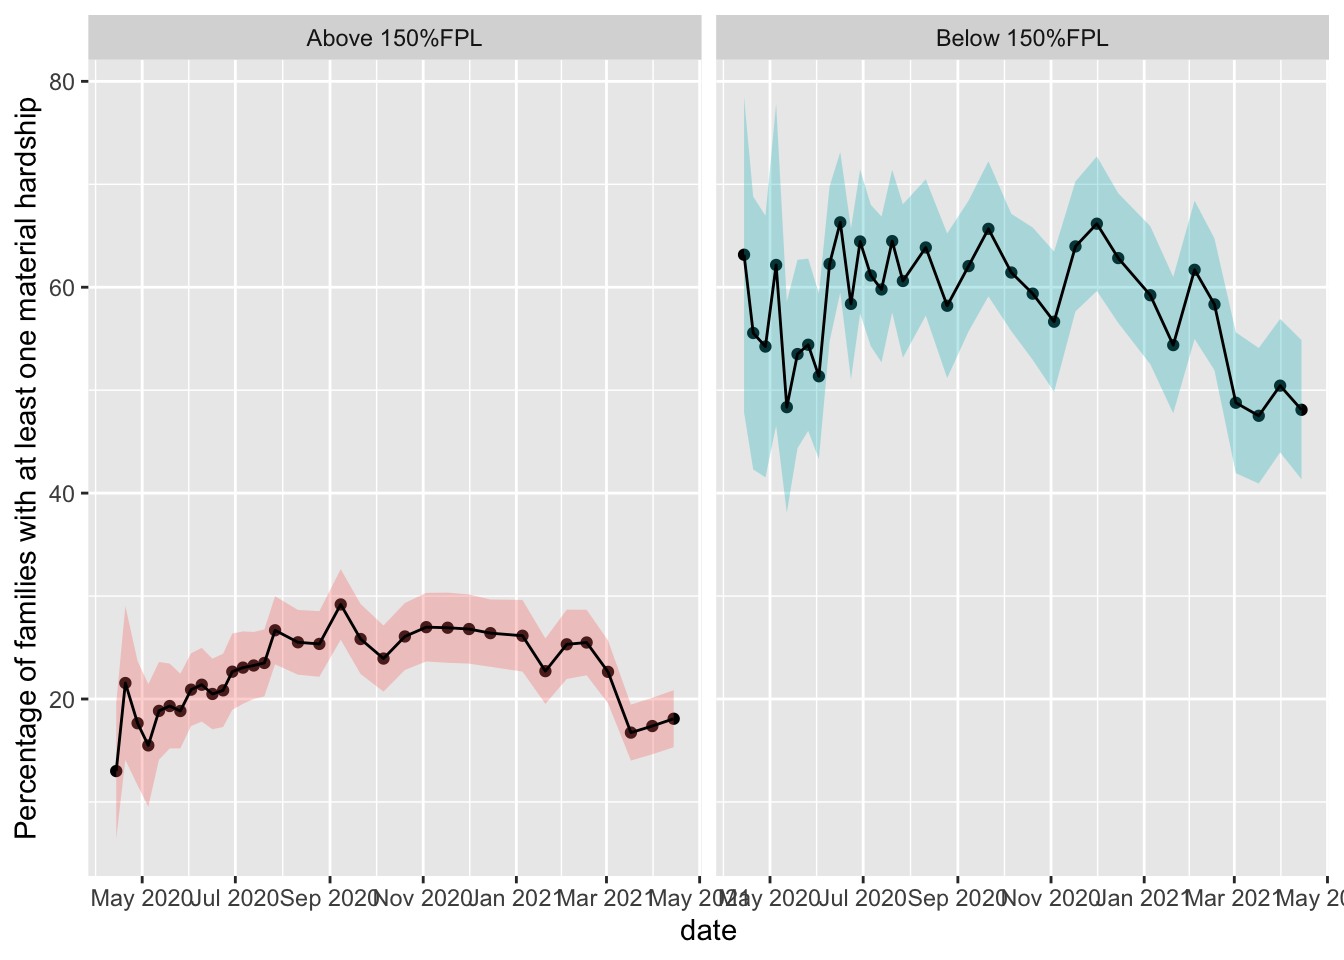 Above 150%FPL
Below 150%FPL
Percentage of families with at least one material hardship
80
60
40
20
May 2020 Jul 2020 Sep 2020 Nov 2020 Jan 2021 Mar 2021 May 2021
May 2020 Jul 2020 Sep 2020 Nov 2020 Jan 2021 Mar 2021 May 20
date